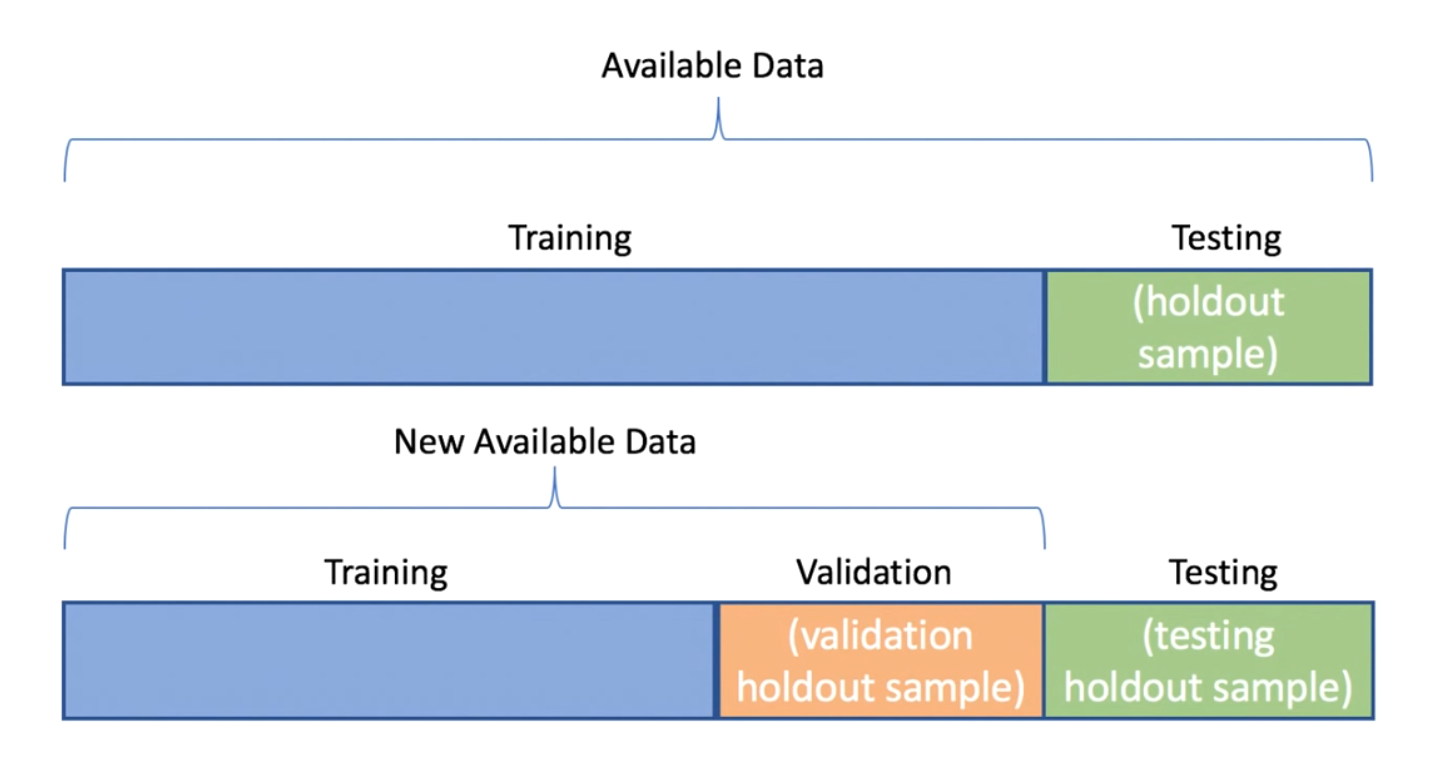 Available Data
Training
Testing
(holdout
sample)
New Available Data
Training
Validation
Testing
(validation
holdout sample)
(testing
holdout sample)